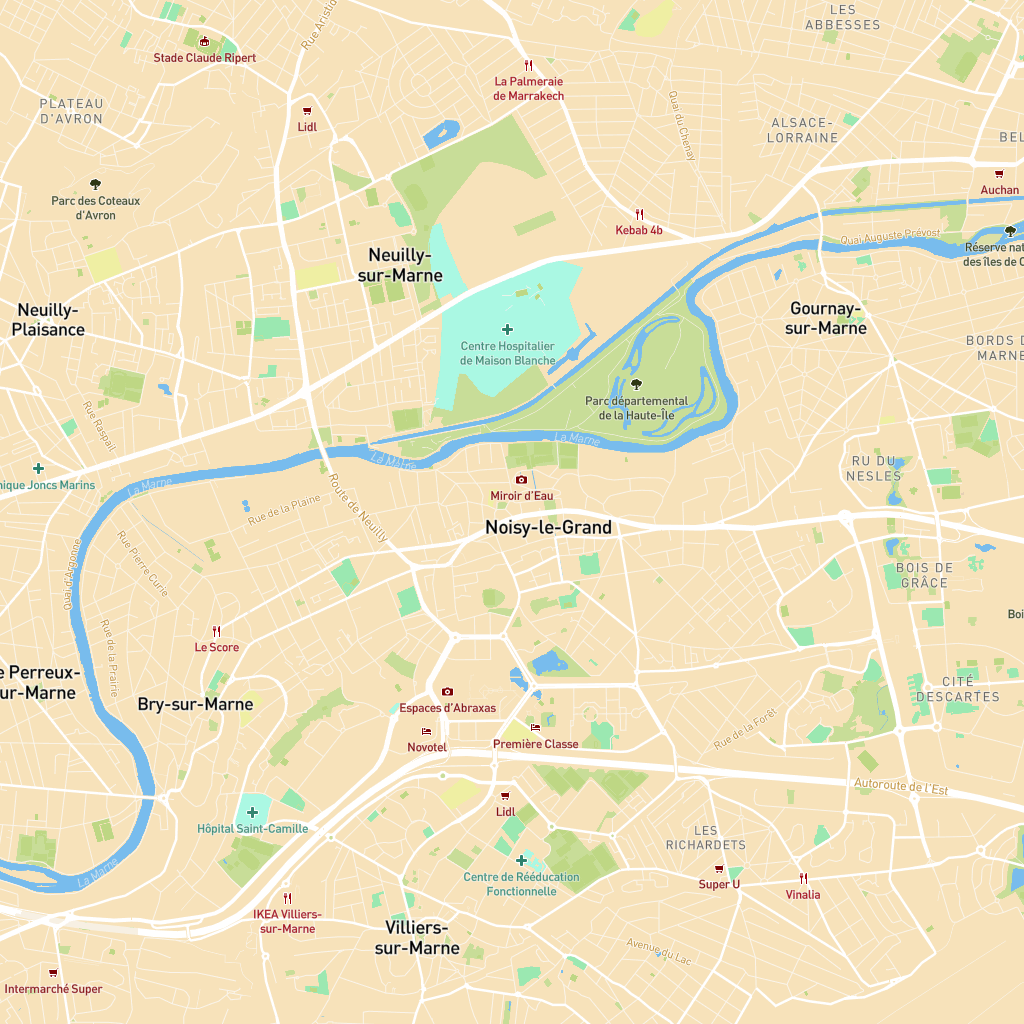 LES
ABBESSES
Rue Aristid
Stade Claude Ripert
La Palmeraie
de Marrakech
PLATEAU
D'AVRON
Lidl
Quai du Chenay
ALSACE-
LORRAINE
BEL
Parc des Coteaux
d'Avron
Auchan
Kebab 4b
Quai Auguste Prévost
Réserve nat
des îles de C
Neuilly-
sur-Marne
Neuilly-
Plaisance
Gournay-
sur-Marne
Centre Hospitalier
de Maison Blanche
BORDS D
MARNE
Parc départemental
de la Haute-Île
Rue Raspail
La Marne
La Marne
RU DU
NESLES
nique Joncs Marins
La Marne
Miroir d'Eau
Rue de la Plaine
Route de Neuilly
Noisy-le-Grand
Quai d'Argonne
Rue Pierre Curie
BOIS DE
GRÂCE
Boi
Le Score
Rue de la Prairie
e Perreux-
ur-Marne
CITÉ
DESCARTES
Bry-sur-Marne
Espaces d'Abraxas
Rue de la Forêt
Novotel
Première Classe
Autoroute de l'Est
Lidl
Hôpital Saint-Camille
LES
RICHARDETS
La Marne
Centre de Rééducation
Fonctionnelle
Super U
Vinalia
IKEA Villiers-
sur-Marne
Villiers-
sur-Marne
Avenue du Lac
Intermarché Super